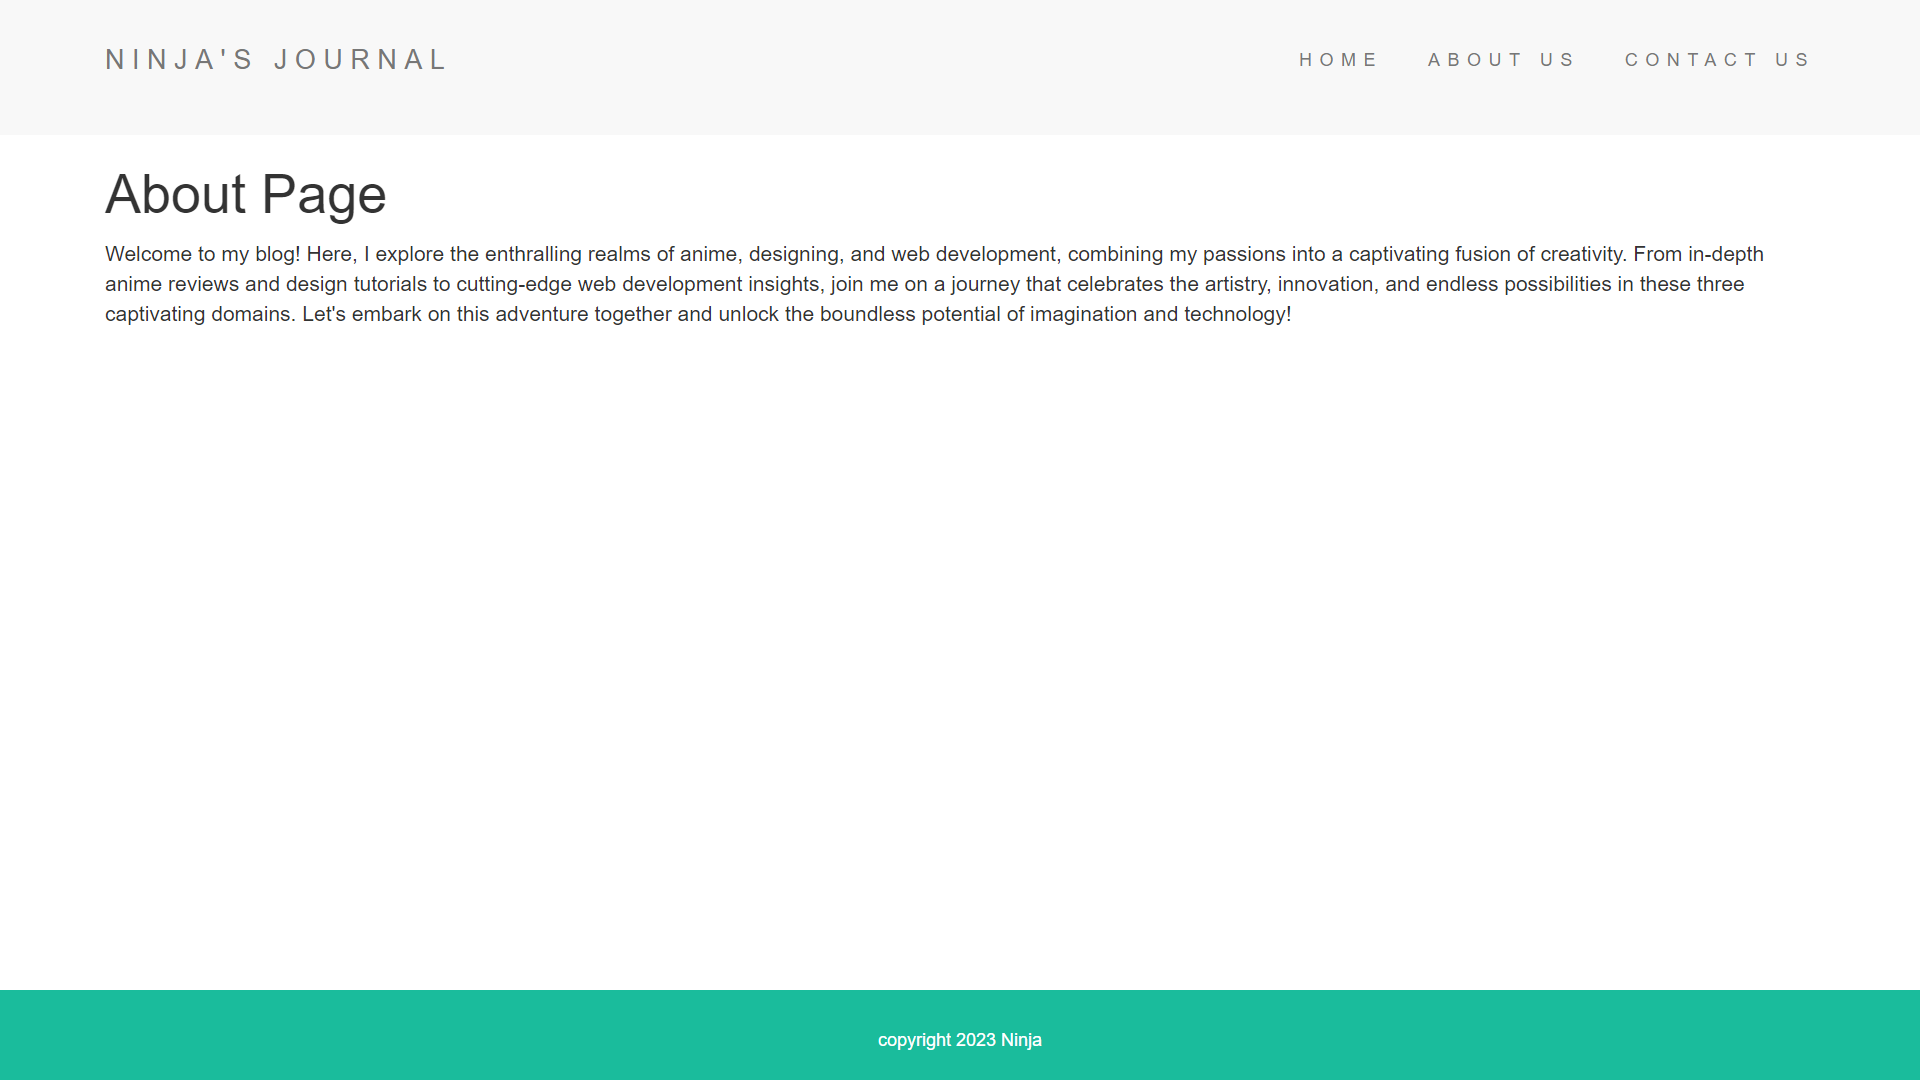 NINJA'S JOURNAL
HOME ABOUT US CONTACT US
About Page
Welcome to my blog! Here, I explore the enthralling realms of anime, designing, and web development, combining my passions into a captivating fusion of creativity. From in-depth
anime reviews and design tutorials to cutting-edge web development insights, join me on a journey that celebrates the artistry, innovation, and endless possibilities in these three
captivating domains. Let's embark on this adventure together and unlock the boundless potential of imagination and technology!
copyright 2023 Ninja